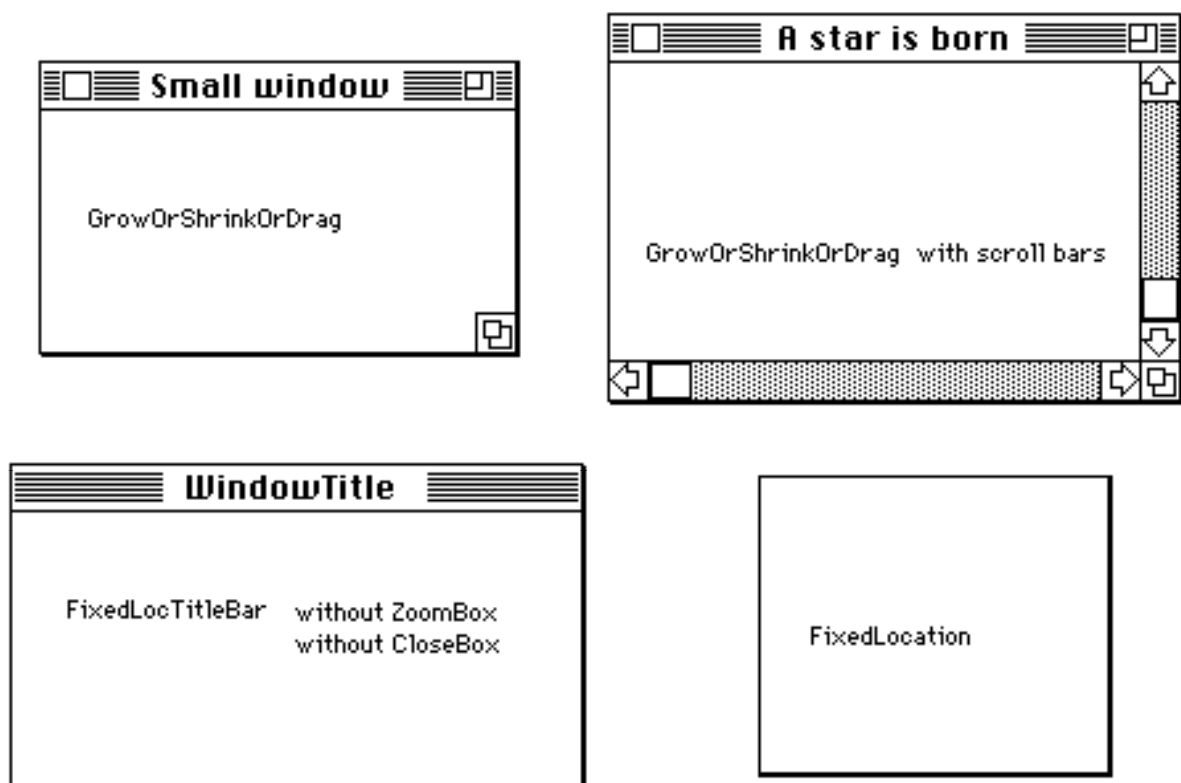 Small window
GrowOrShrinkOrDrag
A star is born
GrowOrShrinkOrDrag with scroll bars
WindowTitle
FixedLocTitleBar without ZoomBox
without CloseBox
FixedLocation